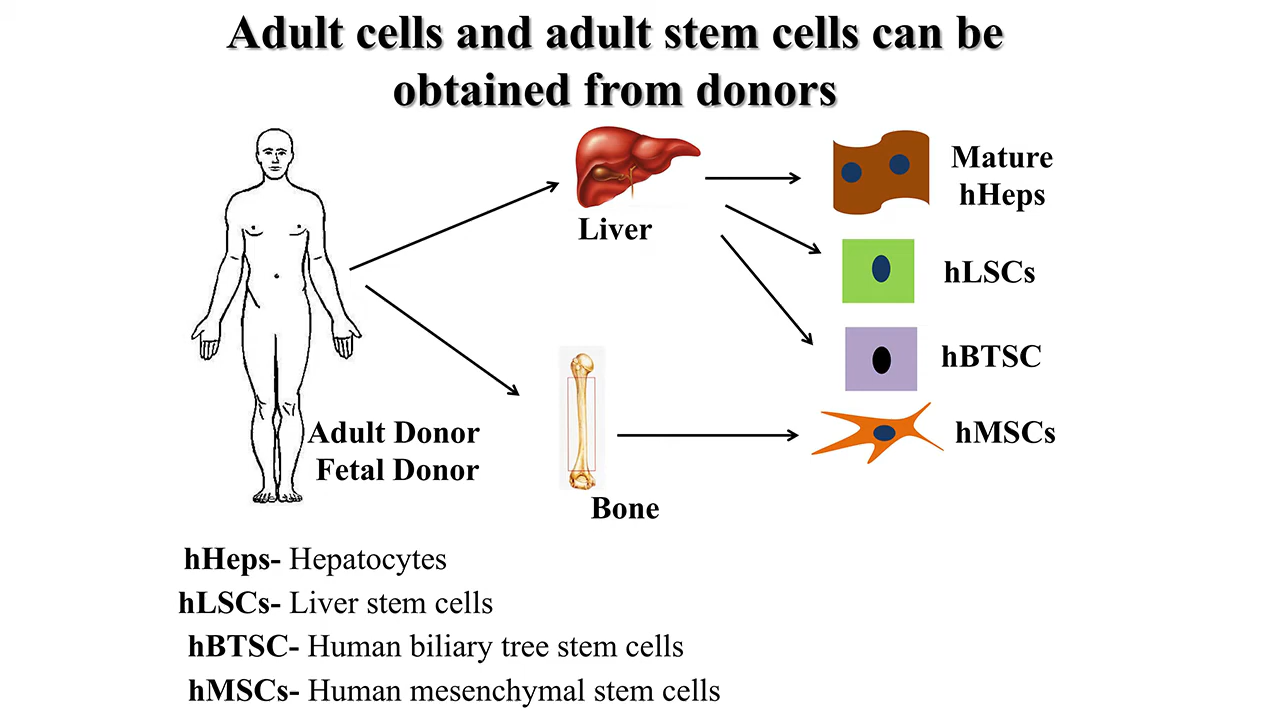 Adult cells and adult stem cells can be
obtained from donors
Liver
Mature
hHeps
hLSCs
hBTSC
hMSCs
Adult Donor
Fetal Donor
Bone
hHeps- Hepatocytes
hLSCs- Liver stem cells
hBTSC- Human biliary tree stem cells
hMSCs- Human mesenchymal stem cells